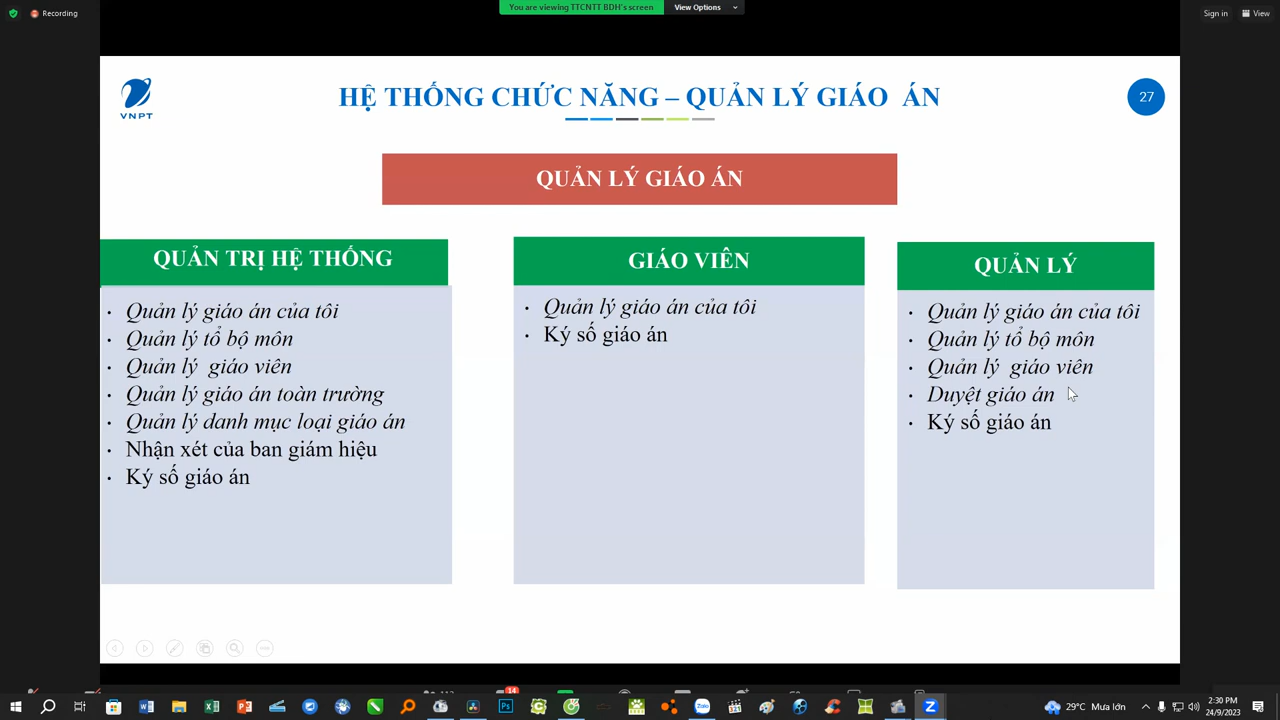 Recording
You are viewing TTCNTT BDH's screen
View Options
Sign in
View
VNPT
HỆ THỐNG CHỨC NĂNG – QUẢN LÝ GIÁO ÁN
27
QUẢN LÝ GIÁO ÁN
QUẢN TRỊ HỆ THỐNG
Quản lý giáo án của tôi
Quản lý tổ bộ môn
Quản lý giáo viên
Quản lý giáo án toàn trường
Quản lý danh mục loại giáo án
Nhận xét của ban giám hiệu
Ký số giáo án
GIÁO VIÊN
Quản lý giáo án của tôi
Ký số giáo án
QUẢN LÝ
Quản lý giáo án của tôi
Quản lý tổ bộ môn
Quản lý giáo viên
Duyệt giáo án
Ký số giáo án
14
Zalo
29°C Mưa lớn
2:30 PM
24/9/2023